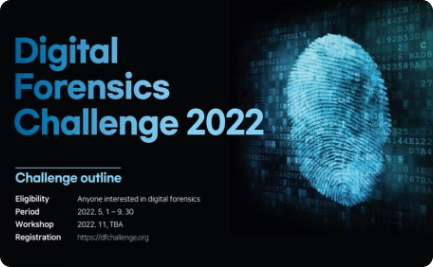 Digital
Forensics
Challenge 2022
Challenge outline
Eligibility Anyone interested in digital forensics
Period 2022. 5. 1 ~ 9. 30
Workshop 2022. 11, TBA
Registration https://dfchallenge.org